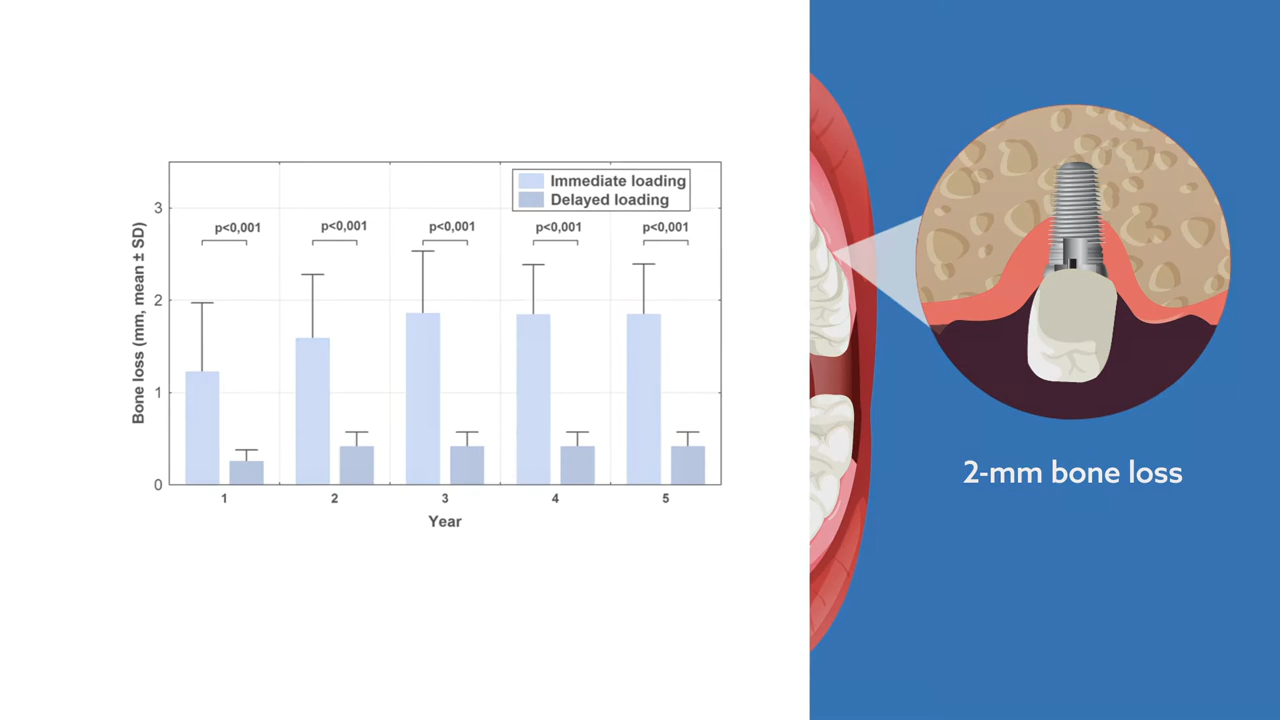 Immediate loading
Delayed loading
p<0,001
p<0,001
p<0,001
p<0,001
p<0,001
3
2
1
0
Bone loss (mm, mean ± SD)
1
2
3
4
5
Year
2-mm bone loss